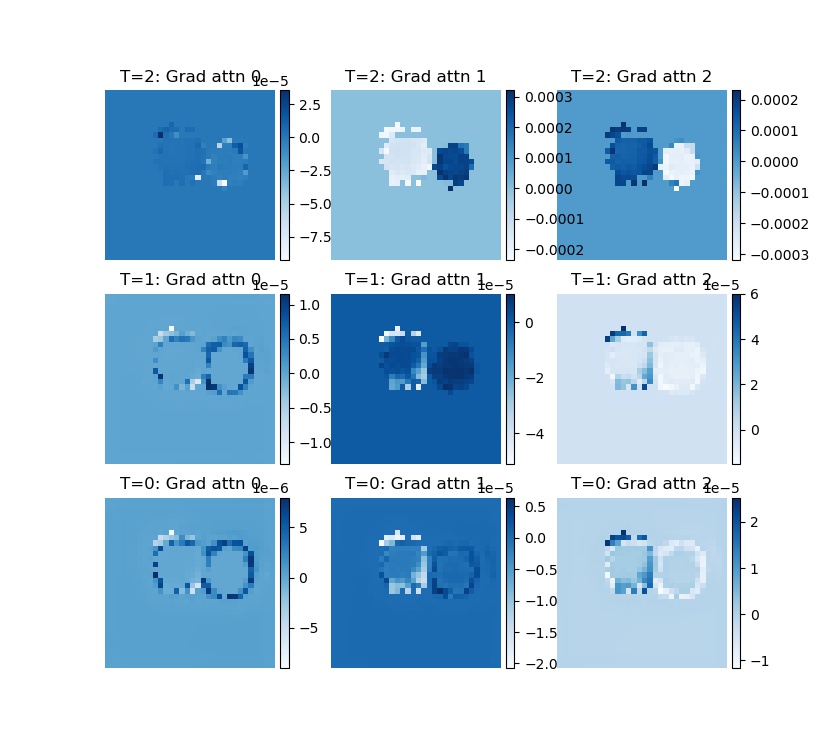 T=2: Grad attn 0
1e−5
2.5
0.0
−2.5
−5.0
−7.5
T=2: Grad attn 1
0.0003
0.0002
0.0001
0.0000
−0.0001
−0.0002
T=2: Grad attn 2
0.0002
0.0001
0.0000
−0.0001
−0.0002
−0.0003
T=1: Grad attn 0
1e−5
1.0
0.5
0.0
−0.5
−1.0
T=1: Grad attn 1
1e−5
0
−2
−4
T=1: Grad attn 2
1e−5
6
4
2
0
T=0: Grad attn 0
1e−6
5
0
−5
T=0: Grad attn 1
1e−5
0.5
0.0
−0.5
−1.0
−1.5
−2.0
T=0: Grad attn 2
1e−5
2
1
0
−1